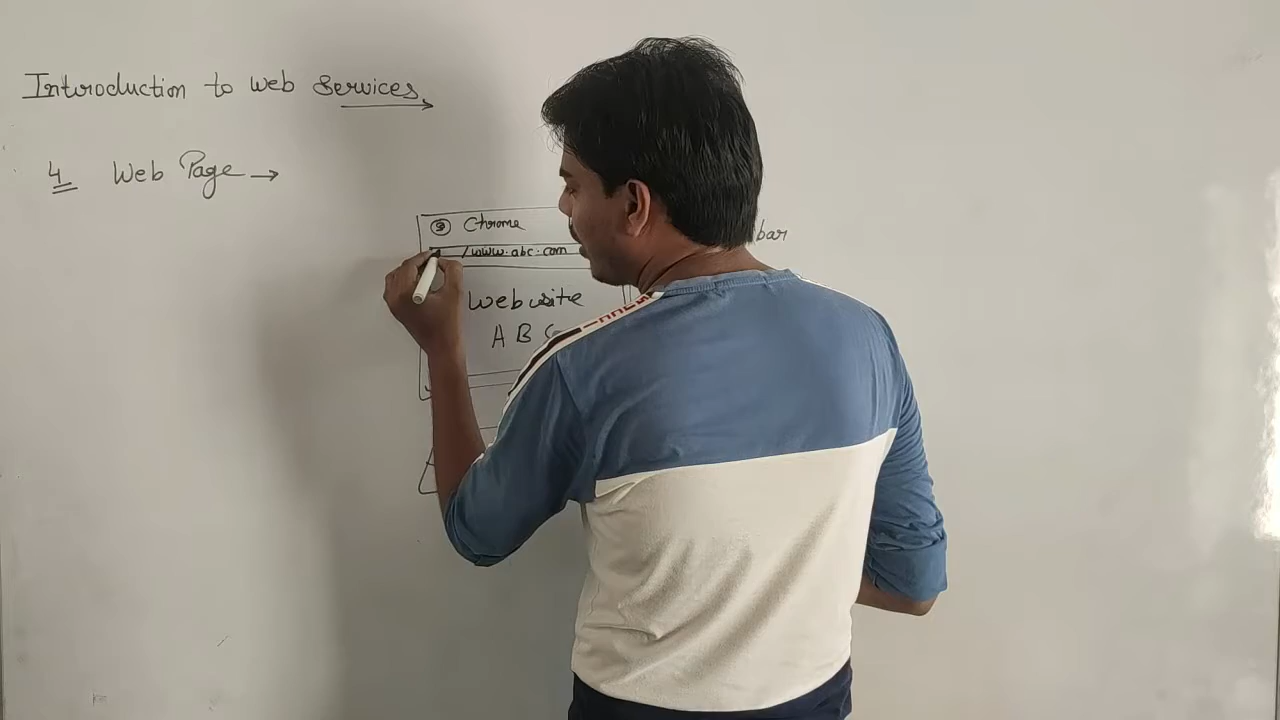 Introduction to web services
4 Web Page →
Chrome
bar
/www.abc.com
Website
A B